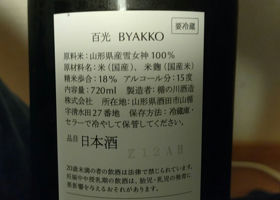 要冷蔵
百光 BYAKKO
原料米：山形県産雪女神100％
原料名：米（国産）、米麹（国産米）
精米歩合：18％ アルコール分：15度
内容量：720ml 製造者：楯の川酒造
株式会社 所在地：山形県酒田市山楯
字清水田27番地 保存方法：冷蔵庫・
セラーで冷やして保管してください。
品目 日本酒
20歳未満の者の飲酒は法律で禁じられています。
妊娠中や授乳期の飲酒は、胎児・乳児の発育に
悪影響を与えるおそれがあります。